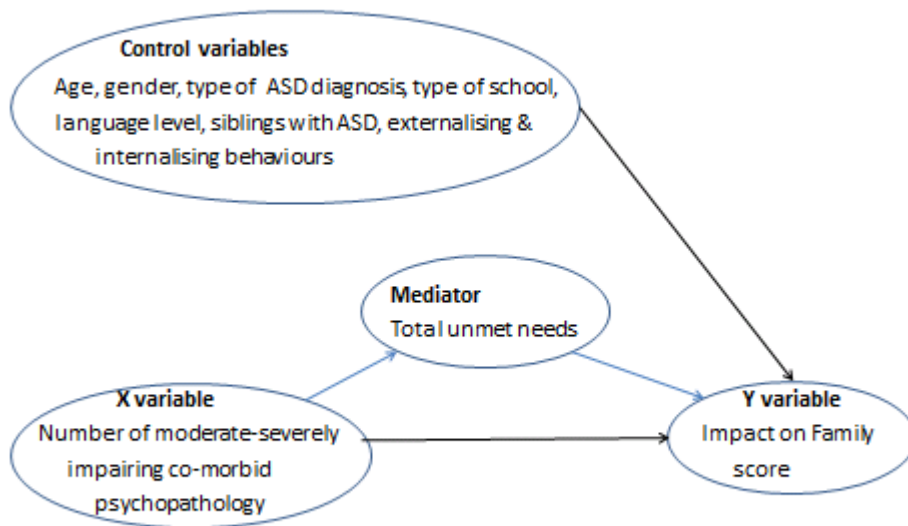 Control variables
Age, gender, type of ASD diagnosis, type of school,
language level, siblings with ASD, externalising &
internalising behaviours
Mediator
Total unmet needs
X variable
Number of moderate-severely
impairing co-morbid
psychopathology
Y variable
Impact on Family
score